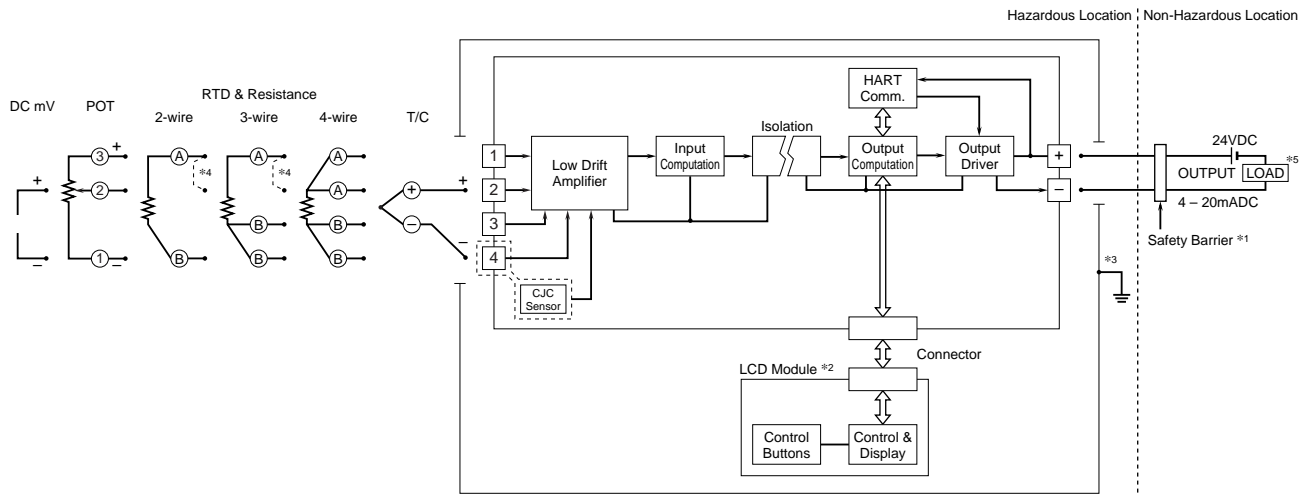 Hazardous Location
Non-Hazardous Location
DC mV
POT
RTD & Resistance
2-wire
3-wire
4-wire
T/C
+
−
3
+
2
1
−
A
*4
B
A
*4
B
B
A
A
B
B
+
−
+
−
1
2
3
4
Low Drift
Amplifier
CJC
Sensor
Input
Computation
Isolation
HART
Comm.
Output
Computation
Output
Driver
+
−
24VDC
OUTPUT
LOAD
*5
4 – 20mADC
Safety Barrier *1
*3
Connector
LCD Module *2
Control
Buttons
Control &
Display